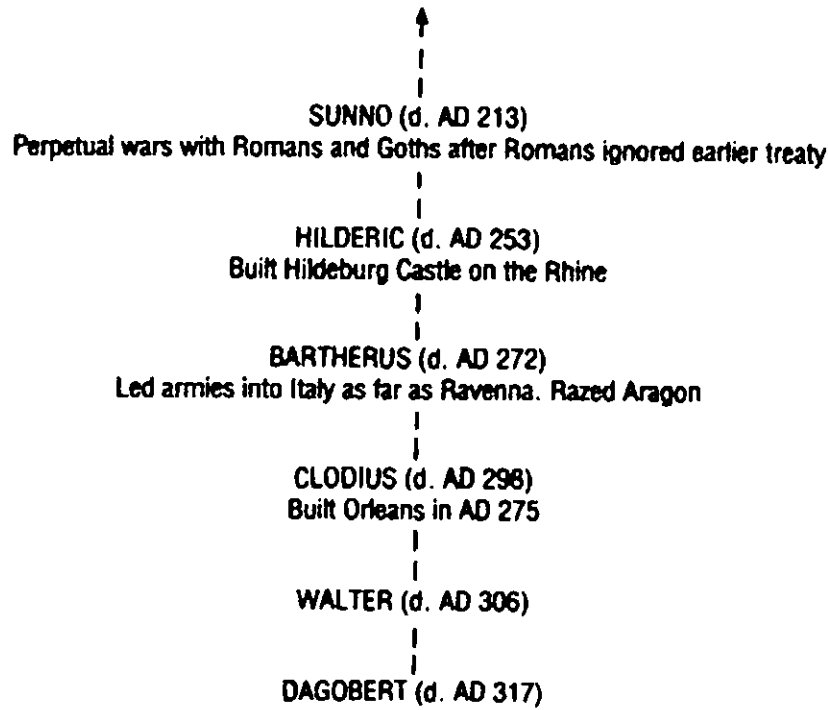 SUNNO (d. AD 213)
Perpetual wars with Romans and Goths after Romans ignored earlier treaty
HILDERIC (d. AD 253)
Built Hildeburg Castle on the Rhine
BARTHERUS (d. AD 272)
Led armies into Italy as far as Ravenna. Razed Aragon
CLODIUS (d. AD 298)
Built Orleans in AD 275
WALTER (d. AD 306)
DAGOBERT (d. AD 317)